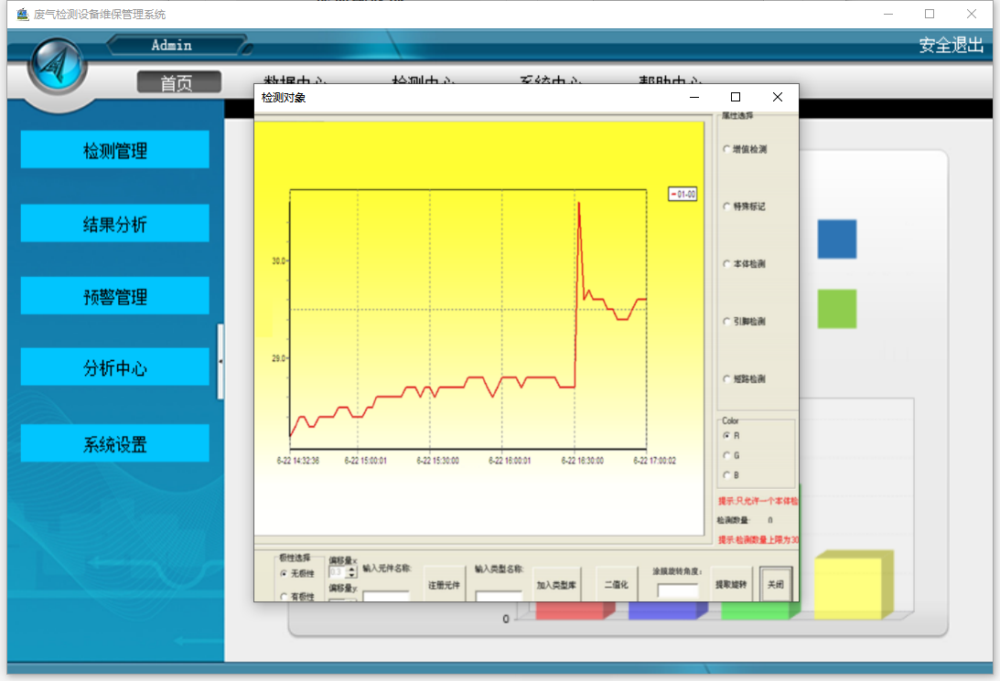 废气检测设备维保管理系统
Admin
安全退出
首页
数据中心
检测中心
系统中心
帮助中心
检测管理
结果分析
预警管理
分析中心
系统设置
检测对象
01-00
30.0
29.0
6-22 14:32:36
6-22 15:00:01
6-22 15:30:00
6-22 16:00:01
6-22 16:30:00
6-22 17:00:02
属性选择
增值检测
特殊标记
本体检测
引脚检测
短路检测
Color
R
G
B
提示:只允许一个本体检
检测数量: 0
提示:检测数量上限为30
极性选择
无极性
有极性
偏移量x
0.3
偏移量y
输入元件名称:
注册元件
输入类型名称:
加入类型库
二值化
涂膜旋转角度:
提取旋转
关闭
0